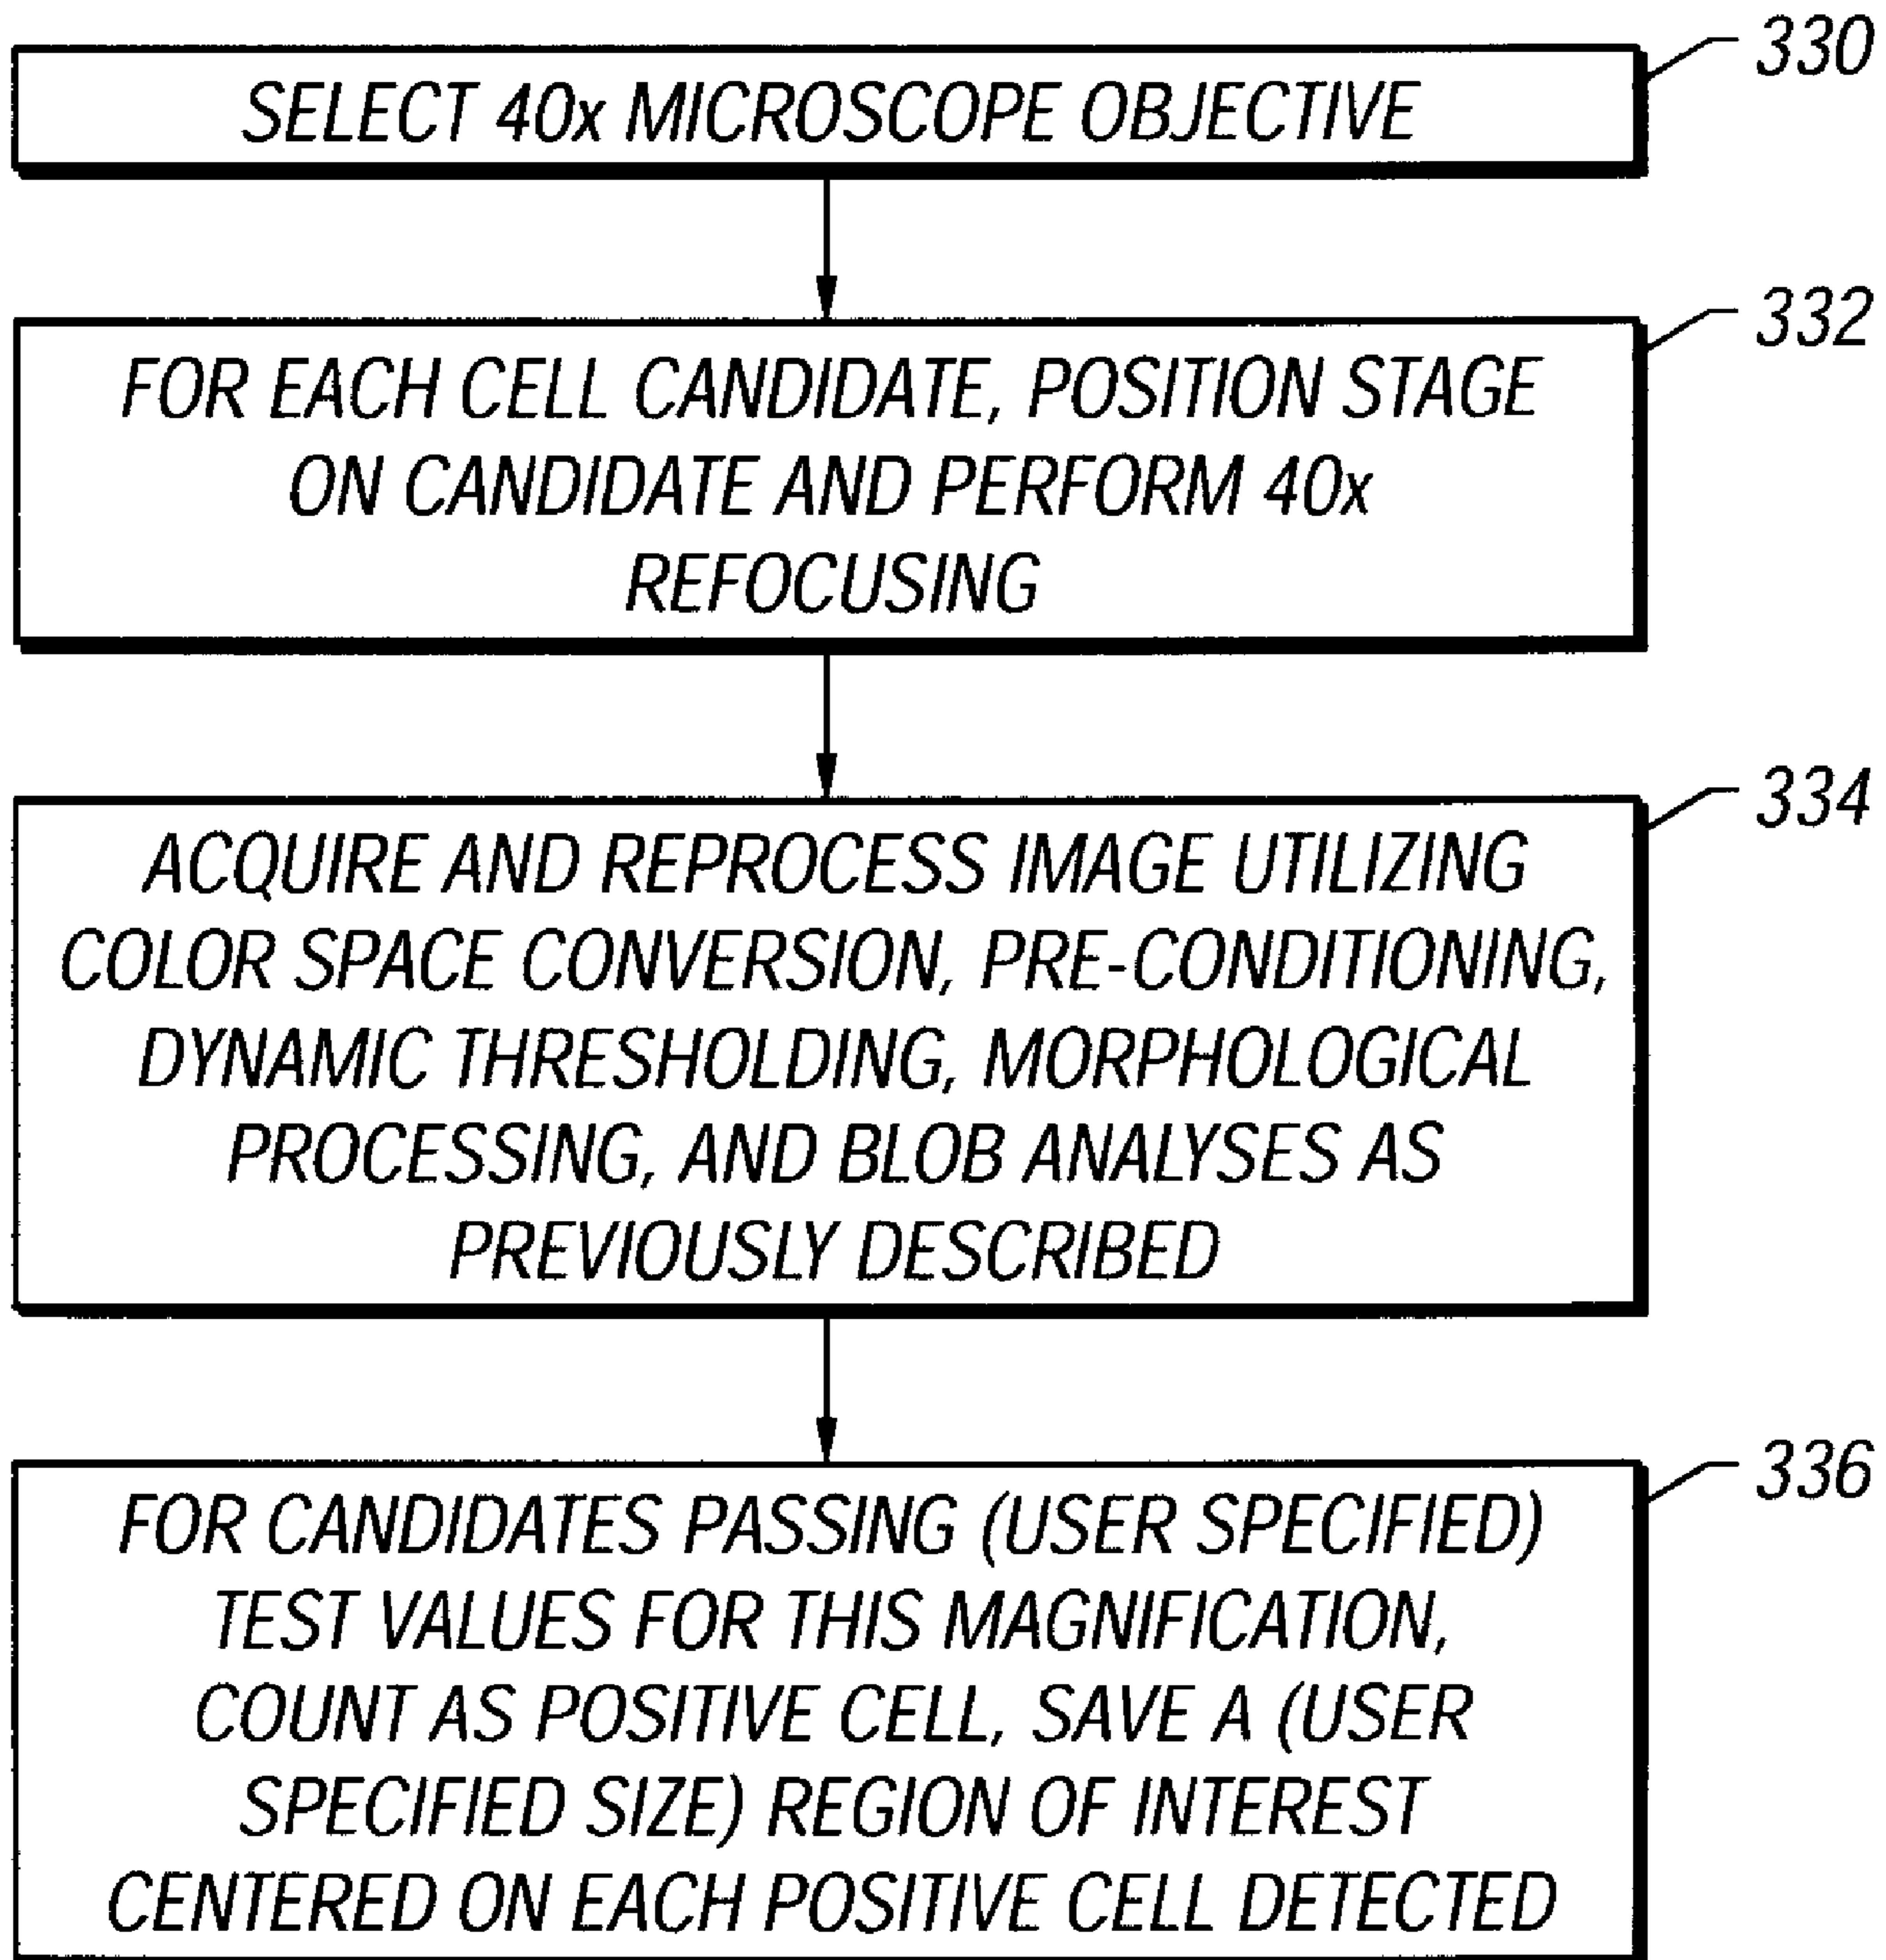 330
SELECT 40x MICROSCOPE OBJECTIVE
332
FOR EACH CELL CANDIDATE, POSITION STAGE
ON CANDIDATE AND PERFORM 40x
REFOCUSING
334
ACQUIRE AND REPROCESS IMAGE UTILIZING
COLOR SPACE CONVERSION, PRE-CONDITIONING,
DYNAMIC THRESHOLDING, MORPHOLOGICAL
PROCESSING, AND BLOB ANALYSES AS
PREVIOUSLY DESCRIBED
336
FOR CANDIDATES PASSING (USER SPECIFIED)
TEST VALUES FOR THIS MAGNIFICATION,
COUNT AS POSITIVE CELL, SAVE A (USER
SPECIFIED SIZE) REGION OF INTEREST
CENTERED ON EACH POSITIVE CELL DETECTED